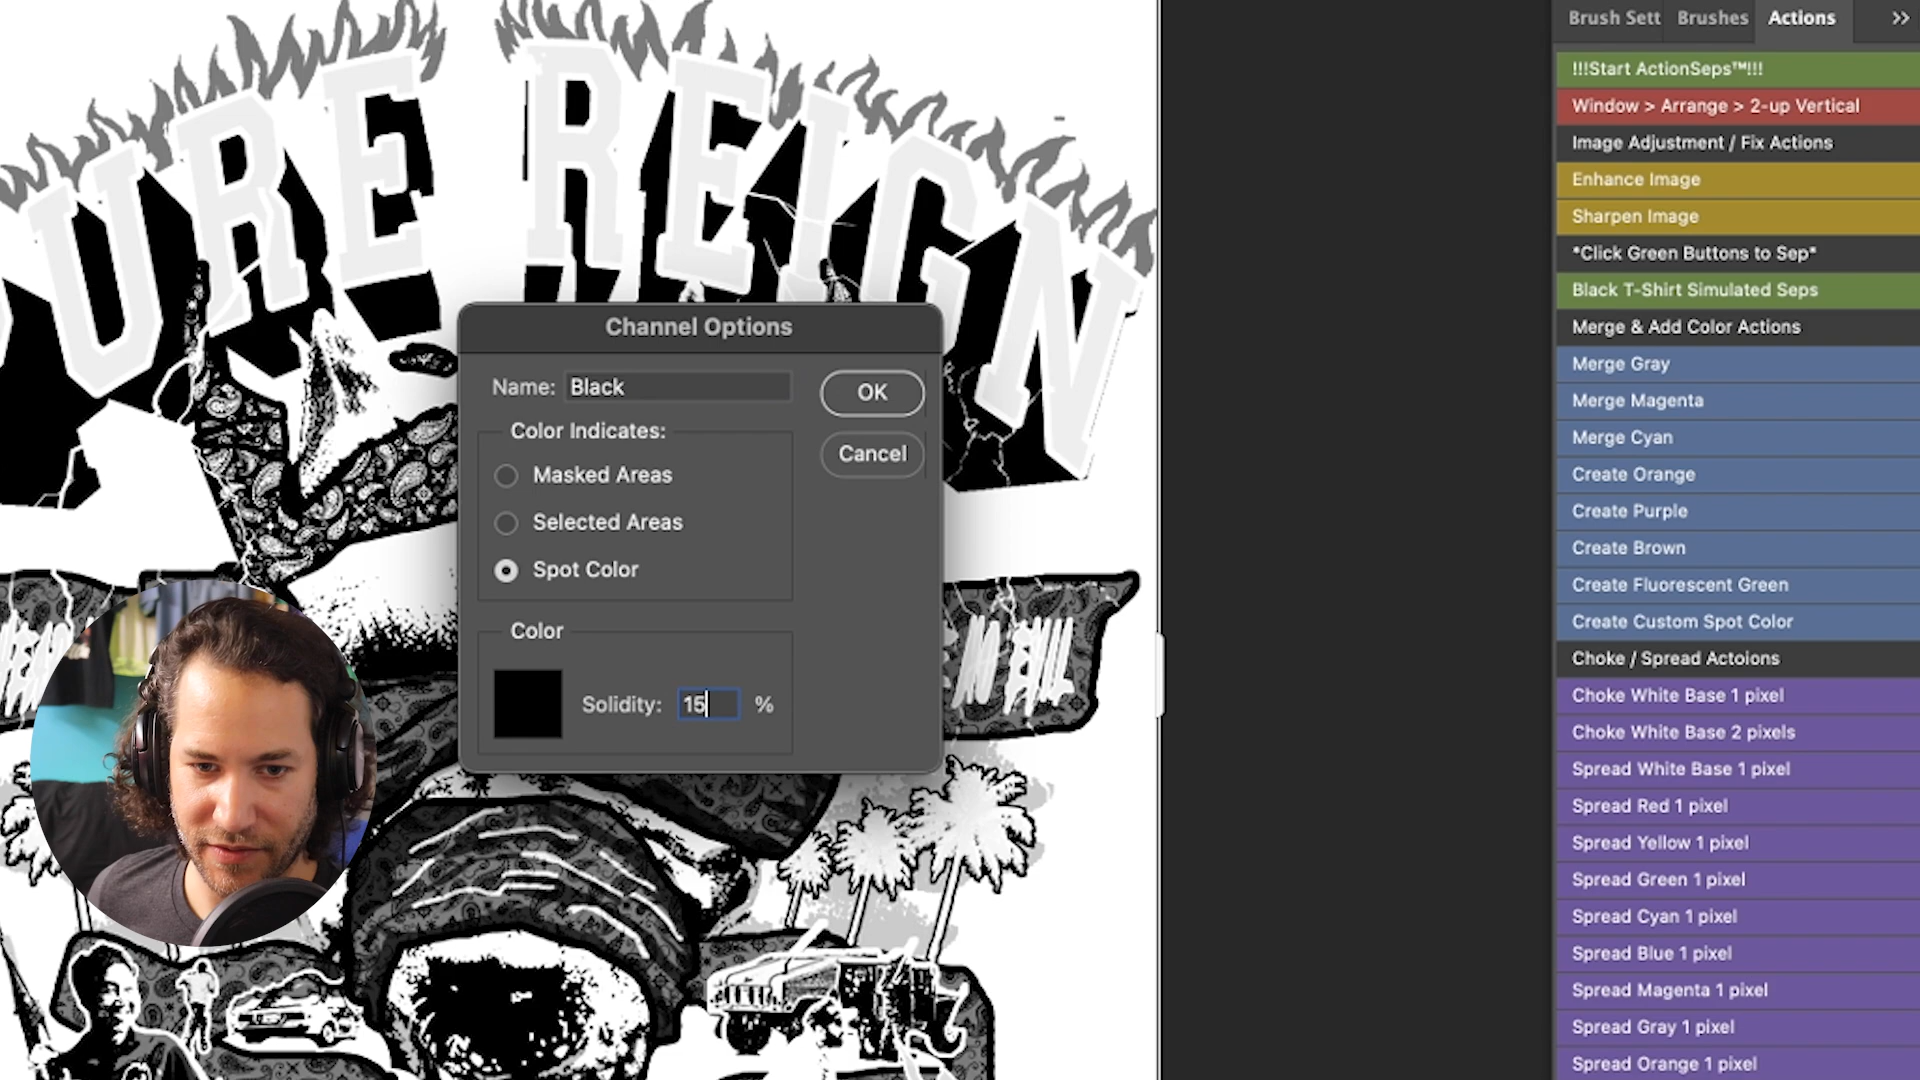 URE REIGN
Channel Options
Name: Black
OK
Color Indicates:
Cancel
Masked Areas
Selected Areas
Spot Color
Color
Solidity: 15 %
Brush Sett Brushes Actions
!!!Start ActionSeps™!!!
Window > Arrange > 2-up Vertical
Image Adjustment / Fix Actions
Enhance Image
Sharpen Image
*Click Green Buttons to Sep*
Black T-Shirt Simulated Seps
Merge & Add Color Actions
Merge Gray
Merge Magenta
Merge Cyan
Create Orange
Create Purple
Create Brown
Create Fluorescent Green
Create Custom Spot Color
Choke / Spread Actoions
Choke White Base 1 pixel
Choke White Base 2 pixels
Spread White Base 1 pixel
Spread Red 1 pixel
Spread Yellow 1 pixel
Spread Green 1 pixel
Spread Cyan 1 pixel
Spread Blue 1 pixel
Spread Magenta 1 pixel
Spread Gray 1 pixel
Spread Orange 1 pixel